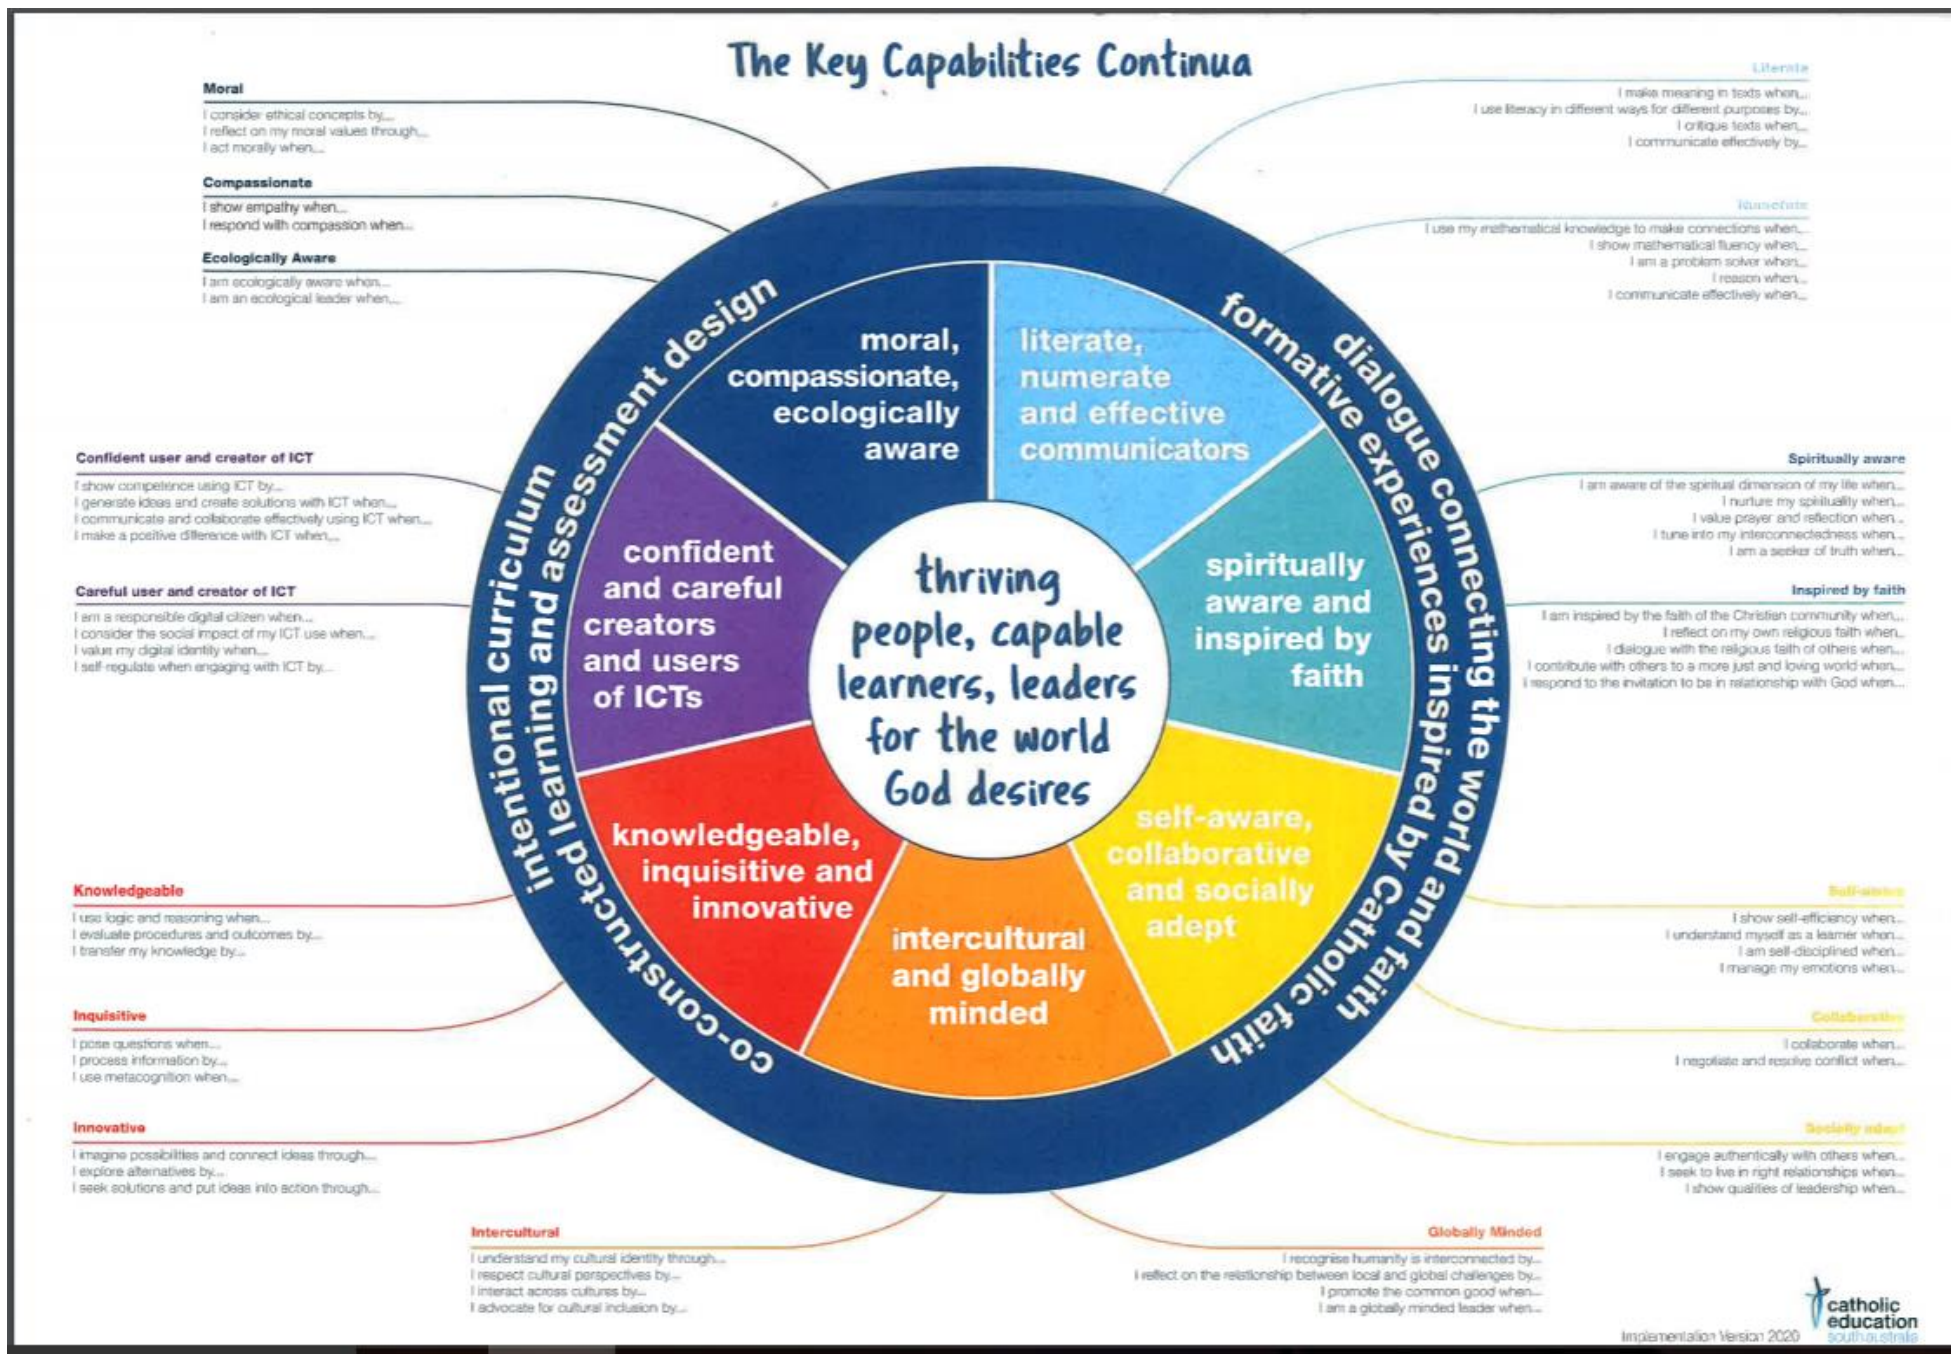 The Key Capabilities Continua
Moral
I consider ethical concepts by...
I reflect on my moral values through...
I act morally when...
Compassionate
I show empathy when...
I respond with compassion when...
Ecologically Aware
I am ecologically aware when...
I am an ecological leader when...
Confident user and creator of ICT
I show competence using ICT by...
I generate ideas and create solutions with ICT when...
I communicate and collaborate effectively using ICT when...
I make a positive difference with ICT when...
Careful user and creator of ICT
I am a responsible digital citizen when...
I consider the social impact of my ICT use when...
I value my digital identity when...
I self-regulate when engaging with ICT by...
Knowledgeable
I use logic and reasoning when...
I evaluate procedures and outcomes by...
I transfer my knowledge by...
Inquisitive
I pose questions when...
I process information by...
I use metacognition when...
Innovative
I imagine possibilities and connect ideas through...
I explore alternatives by...
I seek solutions and put ideas into action through...
Intercultural
I understand my cultural identity through...
I respect cultural perspectives by...
I interact across cultures by...
I advocate for cultural inclusion by...
intentional curriculum
co-constructed learning and assessment design
dialogue connecting the world and faith
formative experiences inspired by Catholic faith
moral,
compassionate,
ecologically
aware
literate,
numerate
and effective
communicators
confident
and careful
creators
and users
of ICTs
spiritually
aware and
inspired by
faith
thriving
people, capable
learners, leaders
for the world
God desires
knowledgeable,
inquisitive and
innovative
self-aware,
collaborative
and socially
adept
intercultural
and globally
minded
Literate
I make meaning in texts when...
I use literacy in different ways for different purposes by...
I critique texts when...
I communicate effectively by...
Numerate
I use my mathematical knowledge to make connections when...
I show mathematical fluency when...
I am a problem solver when...
I reason when...
I communicate effectively when...
Spiritually aware
I am aware of the spiritual dimension of my life when...
I nurture my spirituality when...
I value prayer and reflection when...
I tune into my interconnectedness when...
I am a seeker of truth when...
Inspired by faith
I am inspired by the faith of the Christian community when...
I reflect on my own religious faith when...
I dialogue with the religious faith of others when...
I contribute with others to a more just and loving world when...
I respond to the invitation to be in relationship with God when...
Self-aware
I show self-efficiency when...
I understand myself as a learner when...
I am self-disciplined when...
I manage my emotions when...
Collaborative
I collaborate when...
I negotiate and resolve conflict when...
Socially adept
I engage authentically with others when...
I seek to live in right relationships when...
I show qualities of leadership when...
Globally Minded
I recognise humanity is interconnected by...
I reflect on the relationship between local and global challenges by...
I promote the common good when...
I am a globally minded leader when...
catholic
education
south australia
Implementation Version 2020